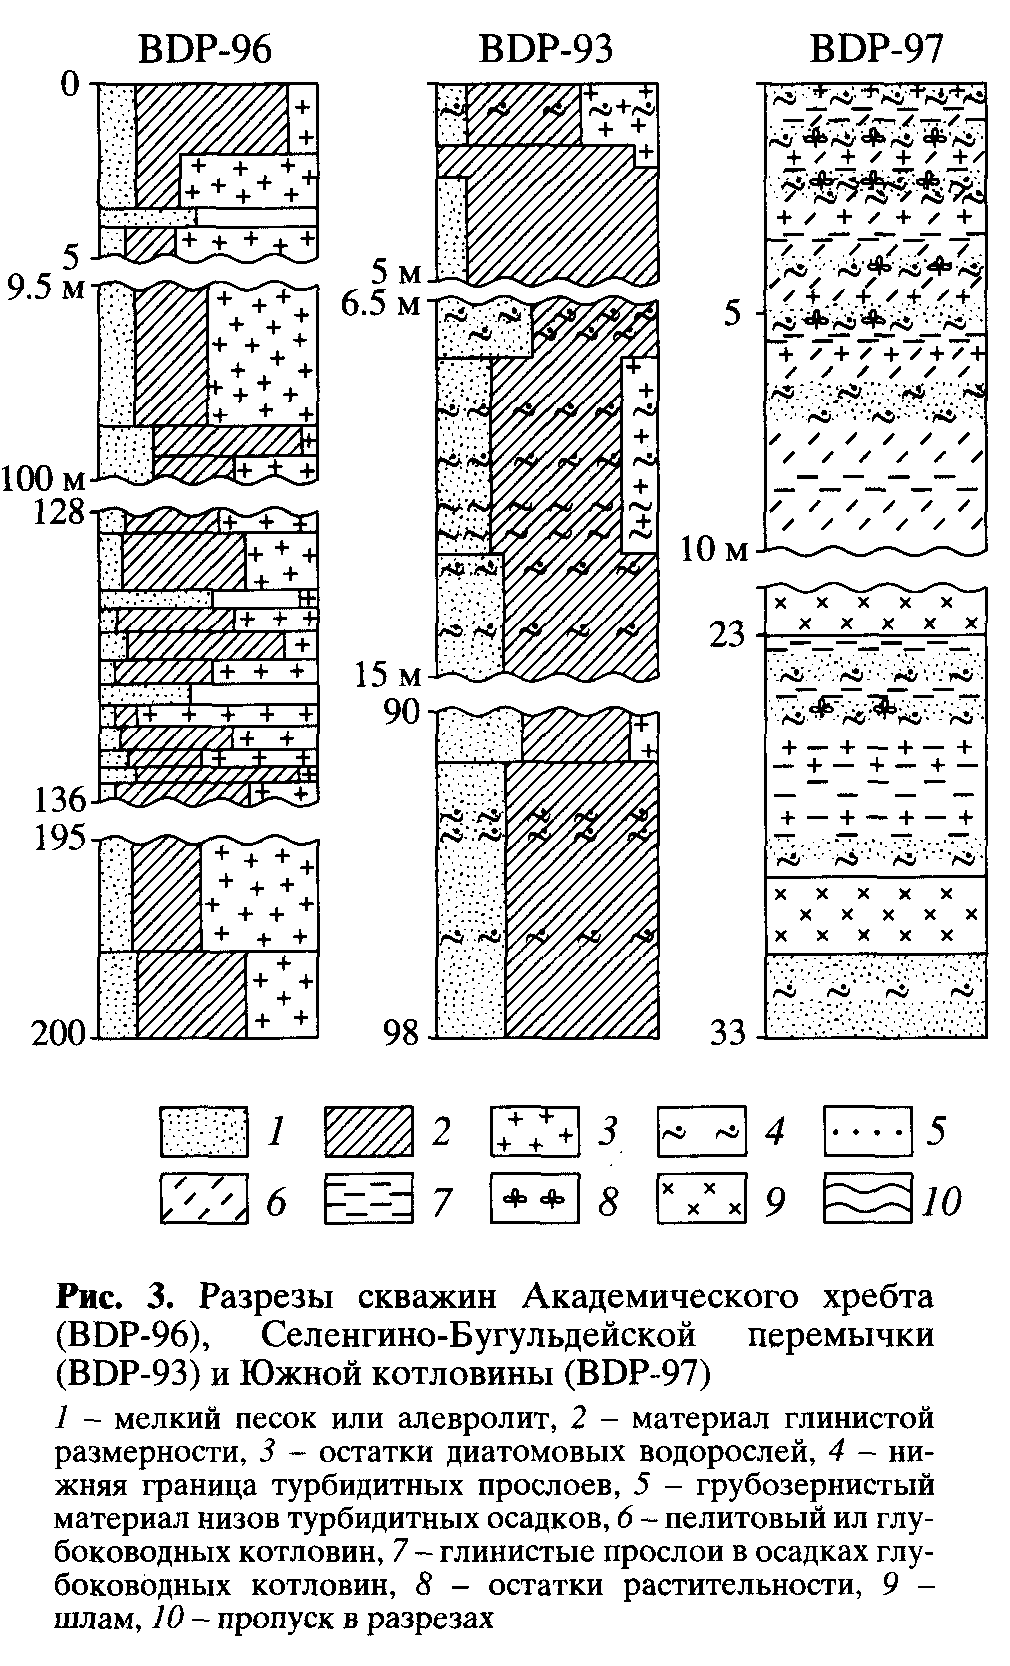 BDP-96 BDP-93 BDP-97
0
5
9.5 м
100 м
128
136
195
200
5 м
6.5 м
15 м
90
98
5
10 м
23
33
1 2 3 4 5
6 7 8 9 10
Рис. 3. Разрезы скважин Академического хребта
(BDP-96), Селенгино-Бугульдейской перемычки
(BDP-93) и Южной котловины (BDP-97)
1 – мелкий песок или алевролит, 2 – материал глинистой
размерности, 3 – остатки диатомовых водорослей, 4 – ни-
жняя граница турбидитных прослоев, 5 – грубозернистый
материал низов турбидитных осадков, 6 – пелитовый ил глу-
боководных котловин, 7 – глинистые прослои в осадках глу-
боководных котловин, 8 – остатки растительности, 9 –
шлам, 10 – пропуск в разрезах